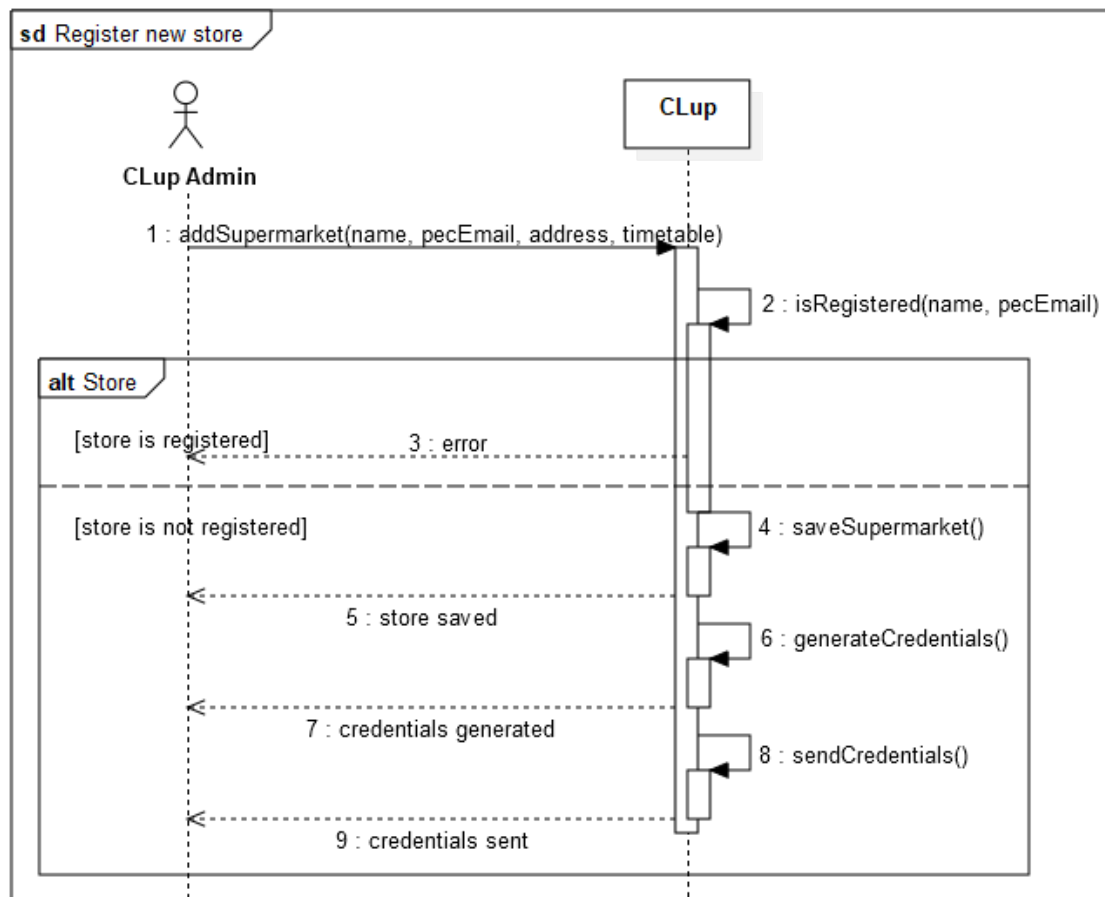 sd Register new store
CLup
CLup Admin
1 : addSupermarket(name, pecEmail, address, timetable)
2 : isRegistered(name, pecEmail)
alt Store
[store is registered]
3 : error
[store is not registered]
4 : saveSupermarket()
5 : store saved
6 : generateCredentials()
7 : credentials generated
8 : sendCredentials()
9 : credentials sent